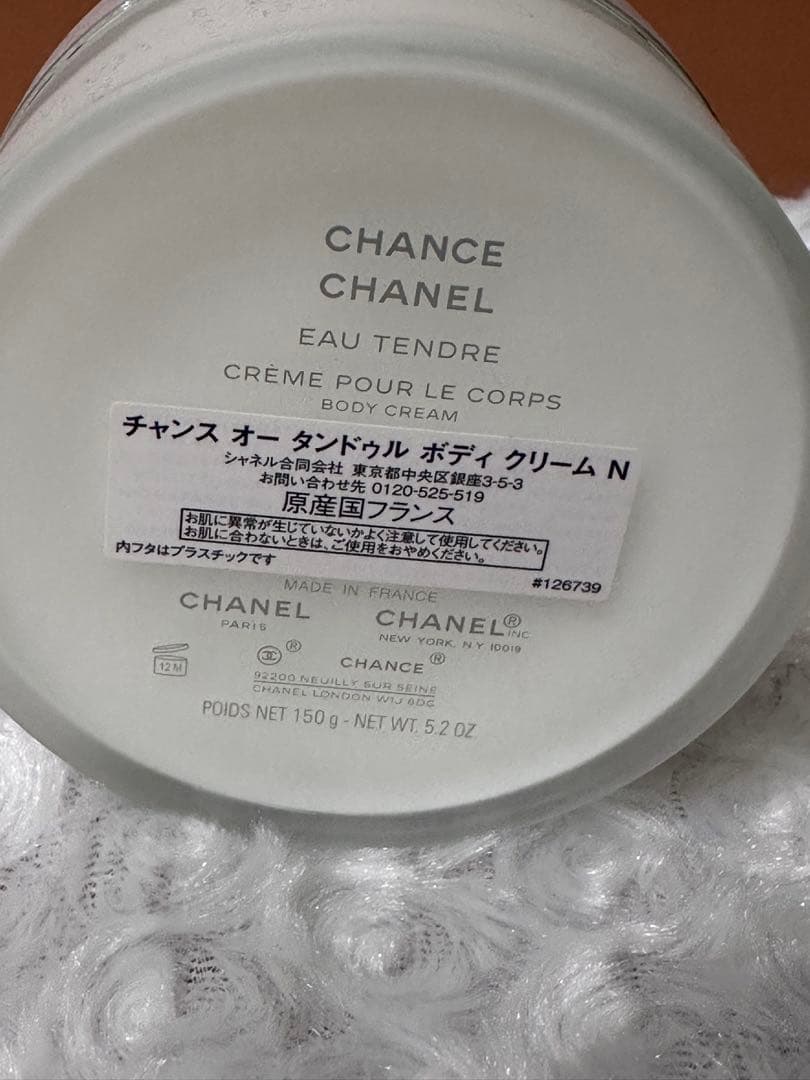 CHANCE
CHANEL
EAU TENDRE
CRÈME POUR LE CORPS
BODY CREAM
チャンス オー タンドゥル ボディ クリーム N
シャネル合同会社 東京都中央区銀座3-5-3
お問い合わせ先 0120-525-519
原産国フランス
お肌に異常が生じていないかよく注意して使用してください。
お肌に合わないときは、ご使用をおやめください。
内フタはプラスチックです
#126739
MADE IN FRANCE
CHANEL
PARIS
CHANEL® INC
NEW YORK, NY 10019
12 M
®
CHANCE®
92200 NEUILLY SUR SEINE
CHANEL LONDON W1J 6DG
POIDS NET 150 g - NET WT. 5.2 OZ